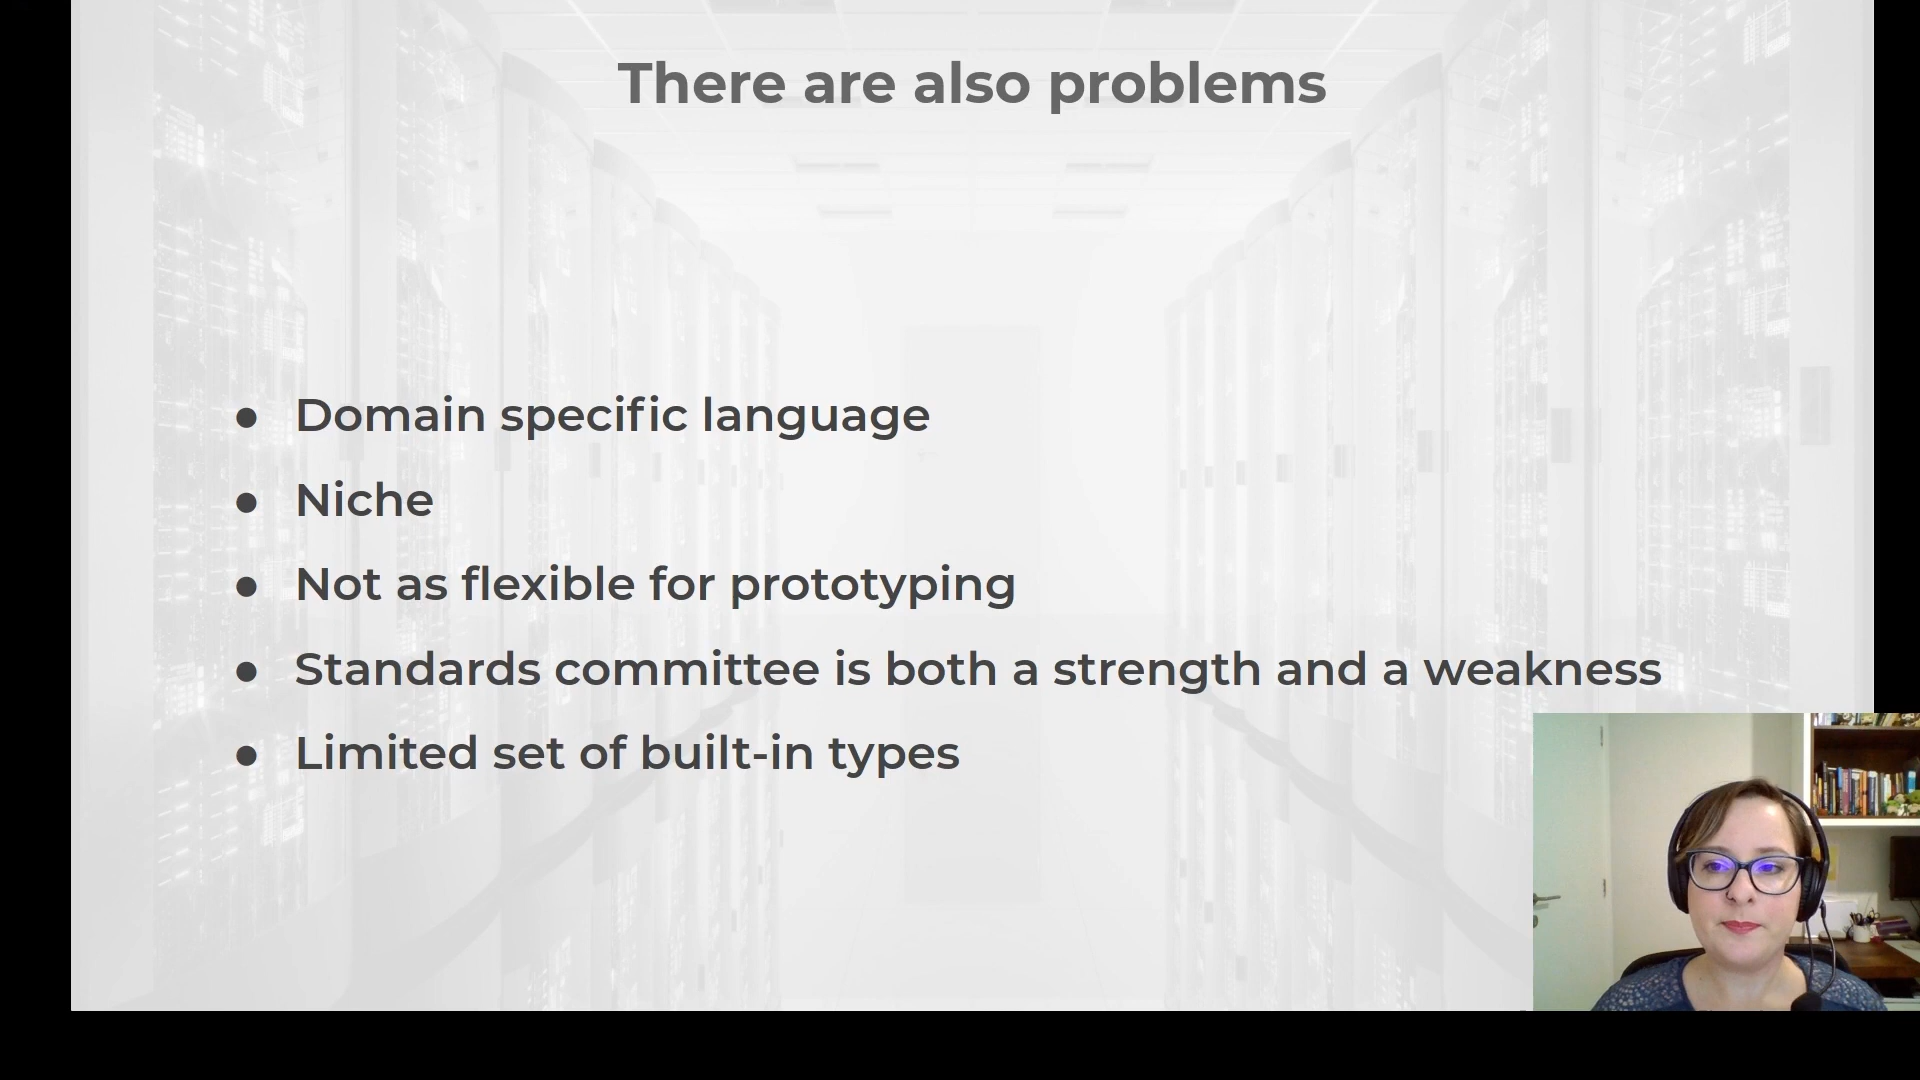 There are also problems
● Domain specific language
● Niche
● Not as flexible for prototyping
● Standards committee is both a strength and a weakness
● Limited set of built-in types